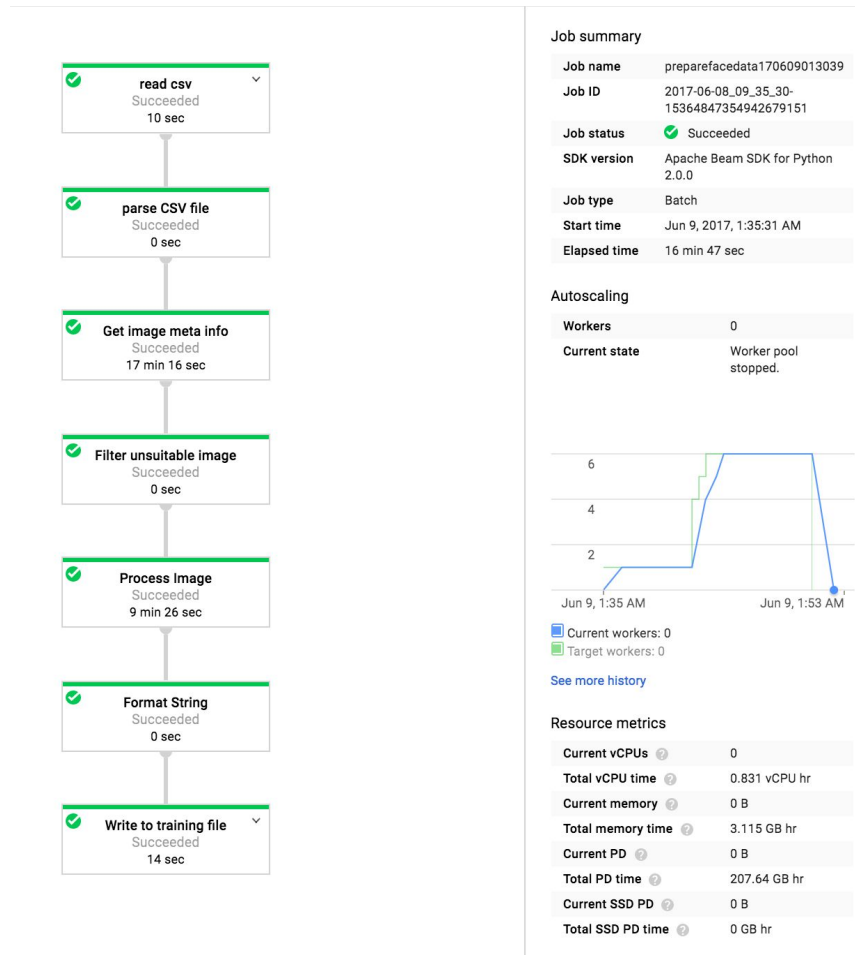 read csv
Succeeded
10 sec
parse CSV file
Succeeded
0 sec
Get image meta info
Succeeded
17 min 16 sec
Filter unsuitable image
Succeeded
0 sec
Process Image
Succeeded
9 min 26 sec
Format String
Succeeded
0 sec
Write to training file
Succeeded
14 sec
Job summary
Job name preparefacedata170609013039
Job ID 2017-06-08_09_35_30-
15364847354942679151
Job status Succeeded
SDK version Apache Beam SDK for Python
2.0.0
Job type Batch
Start time Jun 9, 2017, 1:35:31 AM
Elapsed time 16 min 47 sec
Autoscaling
Workers 0
Current state Worker pool
stopped.
6
4
2
Jun 9, 1:35 AM Jun 9, 1:53 AM
Current workers: 0
Target workers: 0
See more history
Resource metrics
Current vCPUs ? 0
Total vCPU time ? 0.831 vCPU hr
Current memory ? 0 B
Total memory time ? 3.115 GB hr
Current PD ? 0 B
Total PD time ? 207.64 GB hr
Current SSD PD ? 0 B
Total SSD PD time ? 0 GB hr